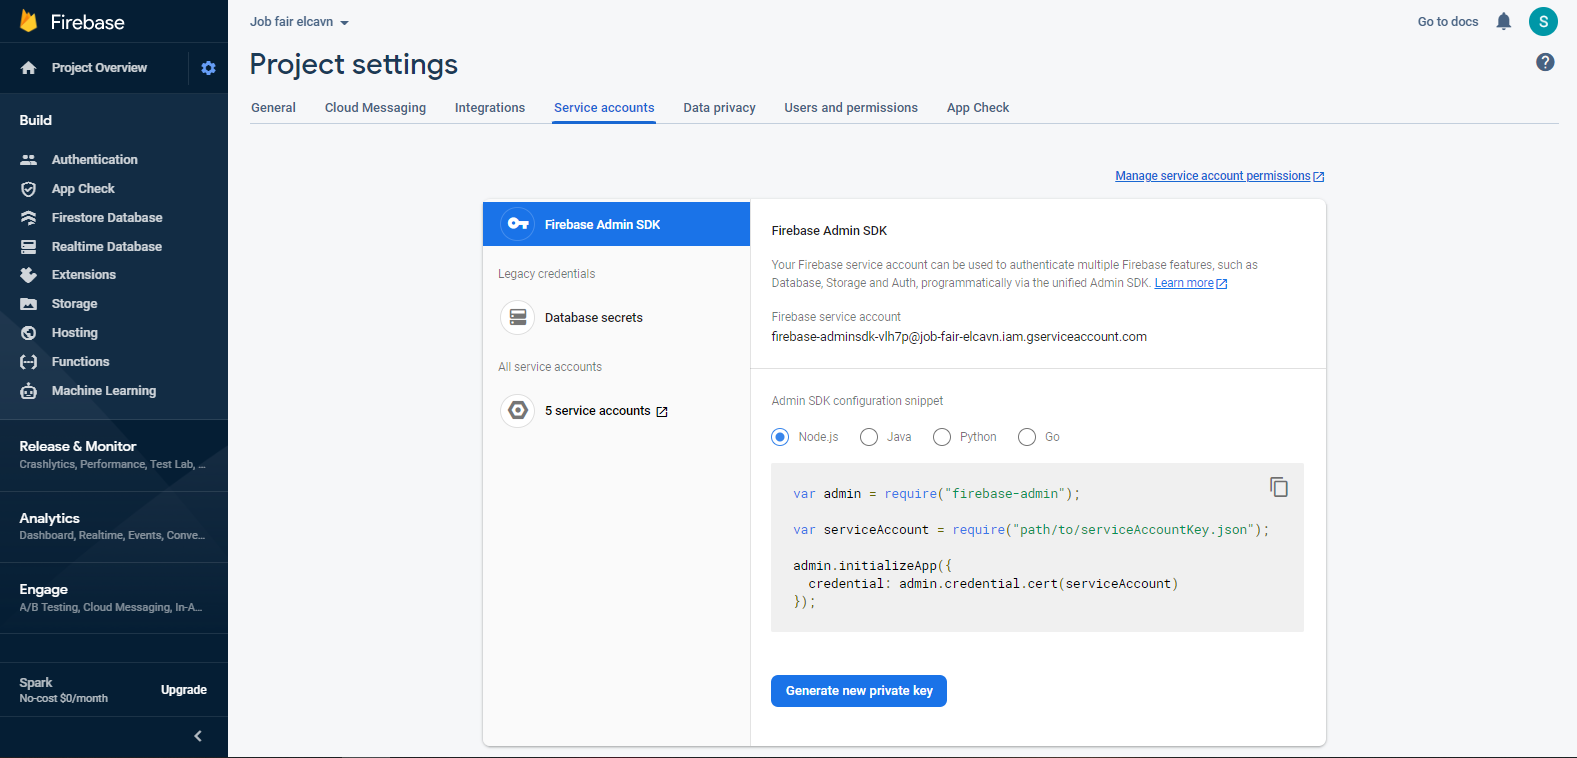 Firebase
Project Overview
Build
Authentication
App Check
Firestore Database
Realtime Database
Extensions
Storage
Hosting
Functions
Machine Learning
Release & Monitor
Crashlytics, Performance, Test Lab, ...
Analytics
Dashboard, Realtime, Events, Conve...
Engage
A/B Testing, Cloud Messaging, In-A...
Spark
No-cost $0/month
Upgrade
Job fair elcavn
Go to docs
S
Project settings
?
General Cloud Messaging Integrations Service accounts Data privacy Users and permissions App Check
Manage service account permissions
Firebase Admin SDK
Legacy credentials
Database secrets
All service accounts
5 service accounts
Firebase Admin SDK
Your Firebase service account can be used to authenticate multiple Firebase features, such as
Database, Storage and Auth, programmatically via the unified Admin SDK. Learn more
Firebase service account
firebase-adminsdk-vlh7p@job-fair-elcavn.iam.gserviceaccount.com
Admin SDK configuration snippet
Node.js Java Python Go
var admin = require("firebase-admin");
var serviceAccount = require("path/to/serviceAccountKey.json");
admin.initializeApp({
credential: admin.credential.cert(serviceAccount)
});
Generate new private key